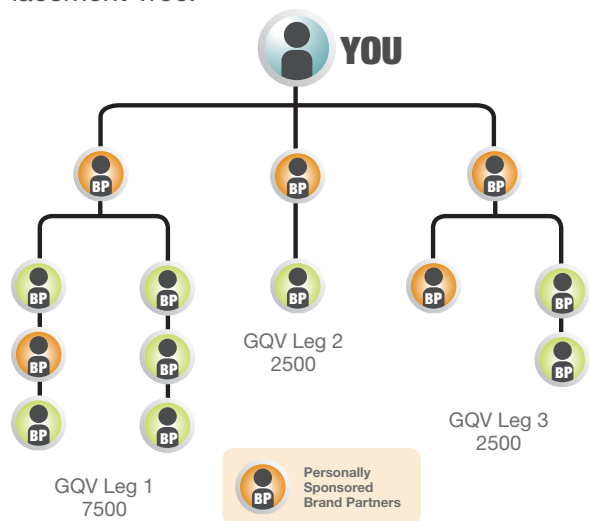 YOU
BP
BP
BP
BP
BP
BP
BP
BP
BP
BP
BP
BP
BP
GQV Leg 2
2500
GQV Leg 3
2500
GQV Leg 1
7500
BP
Personally
Sponsored
Brand Partners